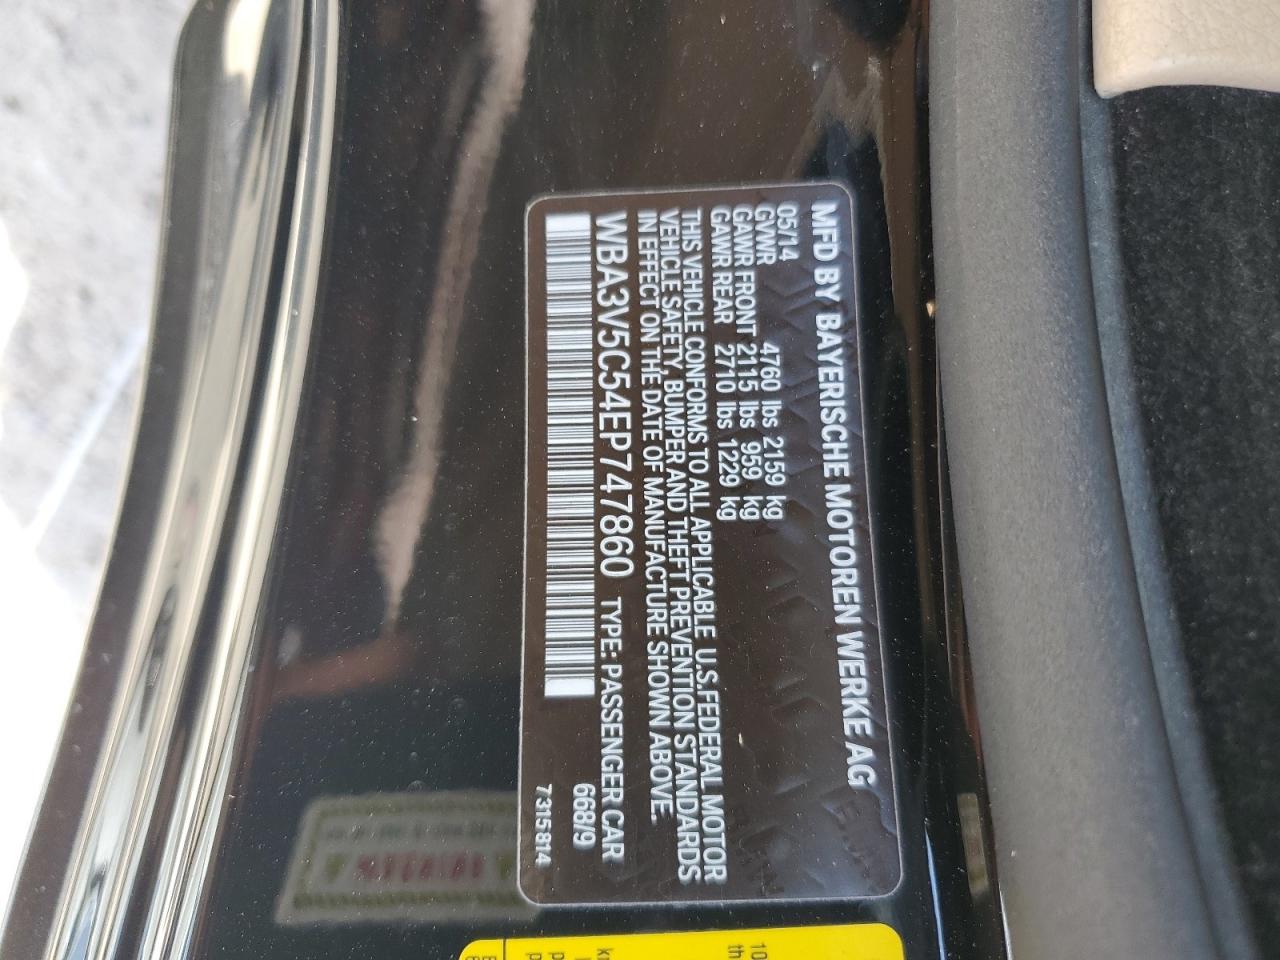 MFD BY BAYERISCHE MOTOREN WERKE AG
05/14
GVWR 4760 lbs 2159 kg
GAWR FRONT 2115 lbs 959 kg
GAWR REAR 2710 lbs 1229 kg
THIS VEHICLE CONFORMS TO ALL APPLICABLE U.S.FEDERAL MOTOR
VEHICLE SAFETY, BUMPER AND THEFT PREVENTION STANDARDS
IN EFFECT ON THE DATE OF MANUFACTURE SHOWN ABOVE.
WBA3V5C54EP747860 TYPE: PASSENGER CAR
668/9
7315814
10
th